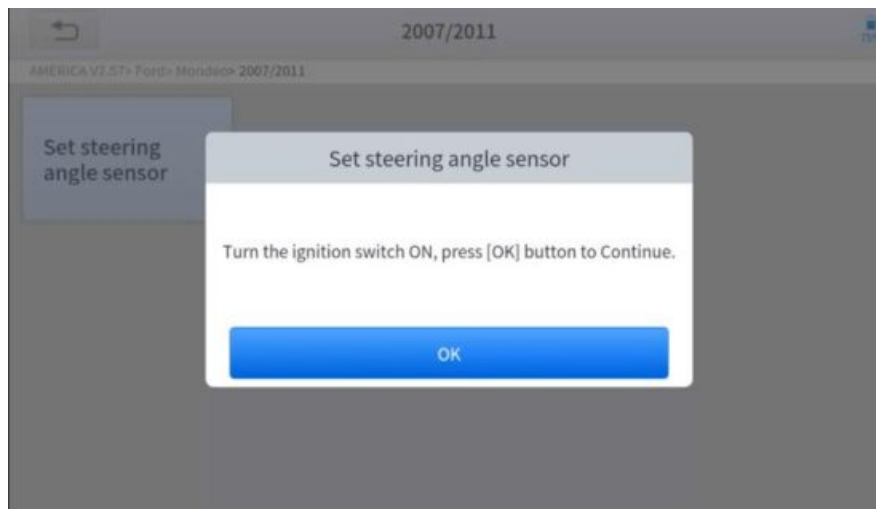 2007/2011
AMERICA V7.57> Ford> Mondeo> 2007/2011
Set steering
angle sensor
Set steering angle sensor
Turn the ignition switch ON, press [OK] button to Continue.
OK